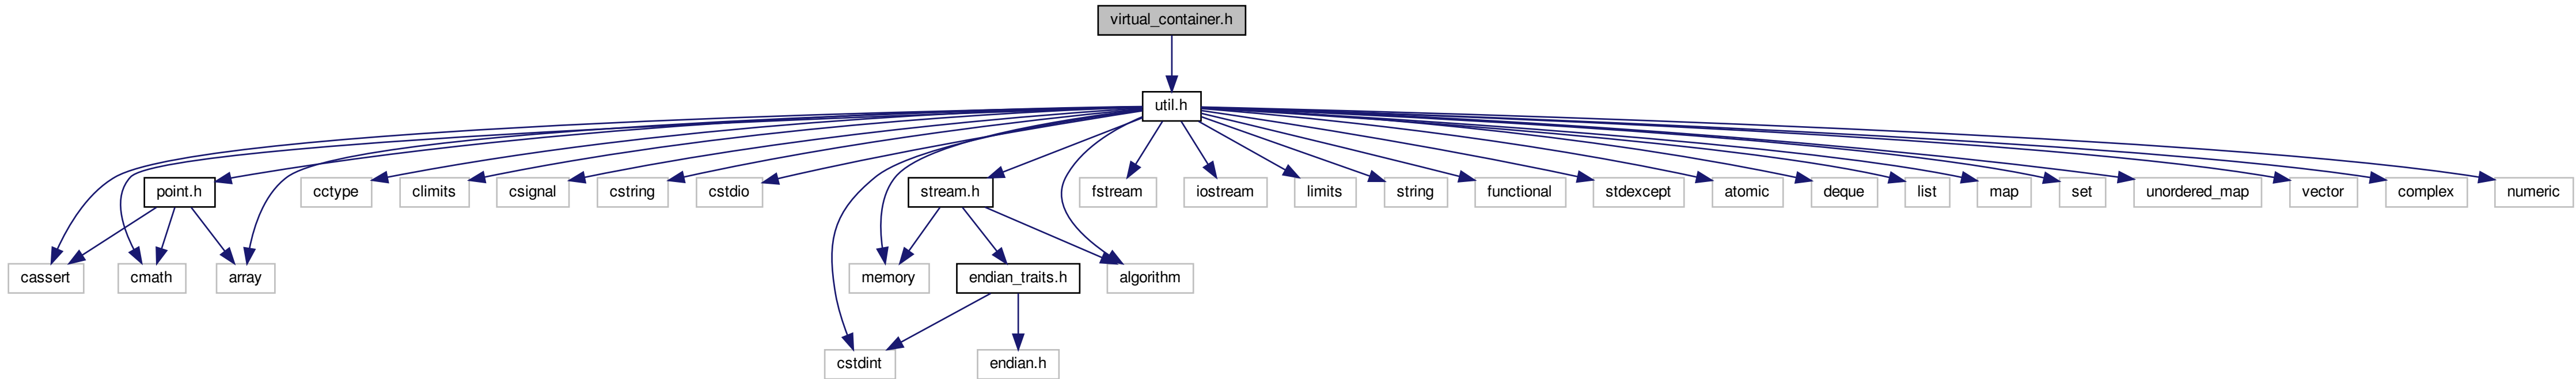 virtual_container.h
util.h
point.h
cctype
climits
csignal
cstring
cstdio
stream.h
fstream
iostream
limits
string
functional
stdexcept
atomic
deque
list
map
set
unordered_map
vector
complex
numeric
cassert
cmath
array
memory
endian_traits.h
algorithm
cstdint
endian.h